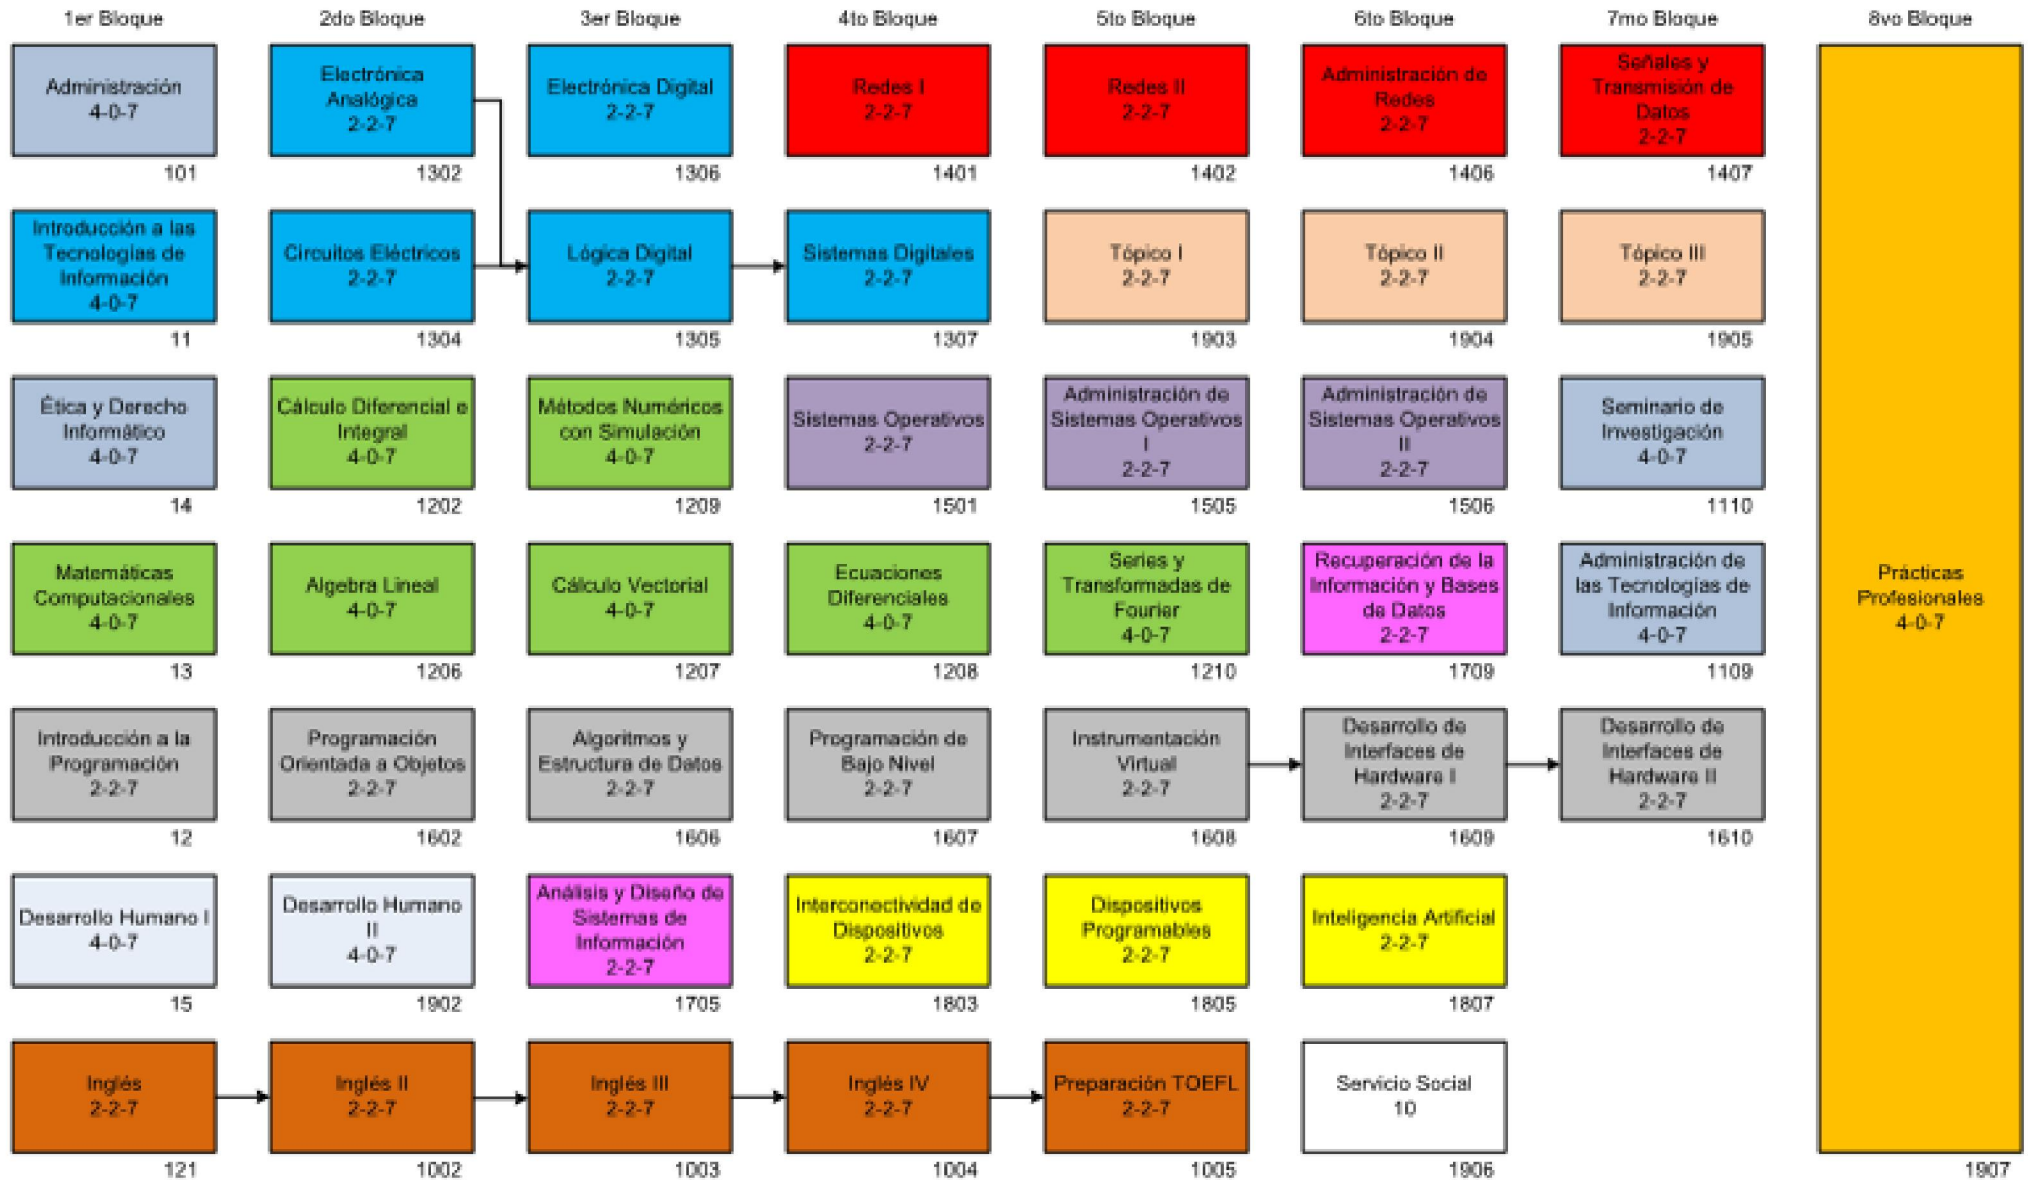 1er Bloque
2do Bloque
3er Bloque
4to Bloque
5to Bloque
6to Bloque
7mo Bloque
8vo Bloque
Administración
4-0-7
101
Electrónica
Analógica
2-2-7
1302
Electrónica Digital
2-2-7
1306
Redes I
2-2-7
1401
Redes II
2-2-7
1402
Administración de
Redes
2-2-7
1406
Señales y
Transmisión de
Datos
2-2-7
1407
Introducción a las
Tecnologías de
Información
4-0-7
11
Circuitos Eléctricos
2-2-7
1304
Lógica Digital
2-2-7
1305
Sistemas Digitales
2-2-7
1307
Tópico I
2-2-7
1903
Tópico II
2-2-7
1904
Tópico III
2-2-7
1905
Ética y Derecho
Informático
4-0-7
14
Cálculo Diferencial e
Integral
4-0-7
1202
Métodos Numéricos
con Simulación
4-0-7
1209
Sistemas Operativos
2-2-7
1501
Administración de
Sistemas Operativos
I
2-2-7
1505
Administración de
Sistemas Operativos
II
2-2-7
1506
Seminario de
Investigación
4-0-7
1110
Matemáticas
Computacionales
4-0-7
13
Algebra Lineal
4-0-7
1206
Cálculo Vectorial
4-0-7
1207
Ecuaciones
Diferenciales
4-0-7
1208
Series y
Transformadas de
Fourier
4-0-7
1210
Recuperación de la
Información y Bases
de Datos
2-2-7
1709
Administración de
las Tecnologías de
Información
4-0-7
1109
Prácticas
Profesionales
4-0-7
Introducción a la
Programación
2-2-7
12
Programación
Orientada a Objetos
2-2-7
1602
Algoritmos y
Estructura de Datos
2-2-7
1606
Programación de
Bajo Nivel
2-2-7
1607
Instrumentación
Virtual
2-2-7
1608
Desarrollo de
Interfaces de
Hardware I
2-2-7
1609
Desarrollo de
Interfaces de
Hardware II
2-2-7
1610
Desarrollo Humano I
4-0-7
15
Desarrollo Humano
II
4-0-7
1902
Análisis y Diseño de
Sistemas de
Información
2-2-7
1705
Interconectividad de
Dispositivos
2-2-7
1803
Dispositivos
Programables
2-2-7
1805
Inteligencia Artificial
2-2-7
1807
Inglés
2-2-7
121
Inglés II
2-2-7
1002
Inglés III
2-2-7
1003
Inglés IV
2-2-7
1004
Preparación TOEFL
2-2-7
1005
Servicio Social
10
1906
1907